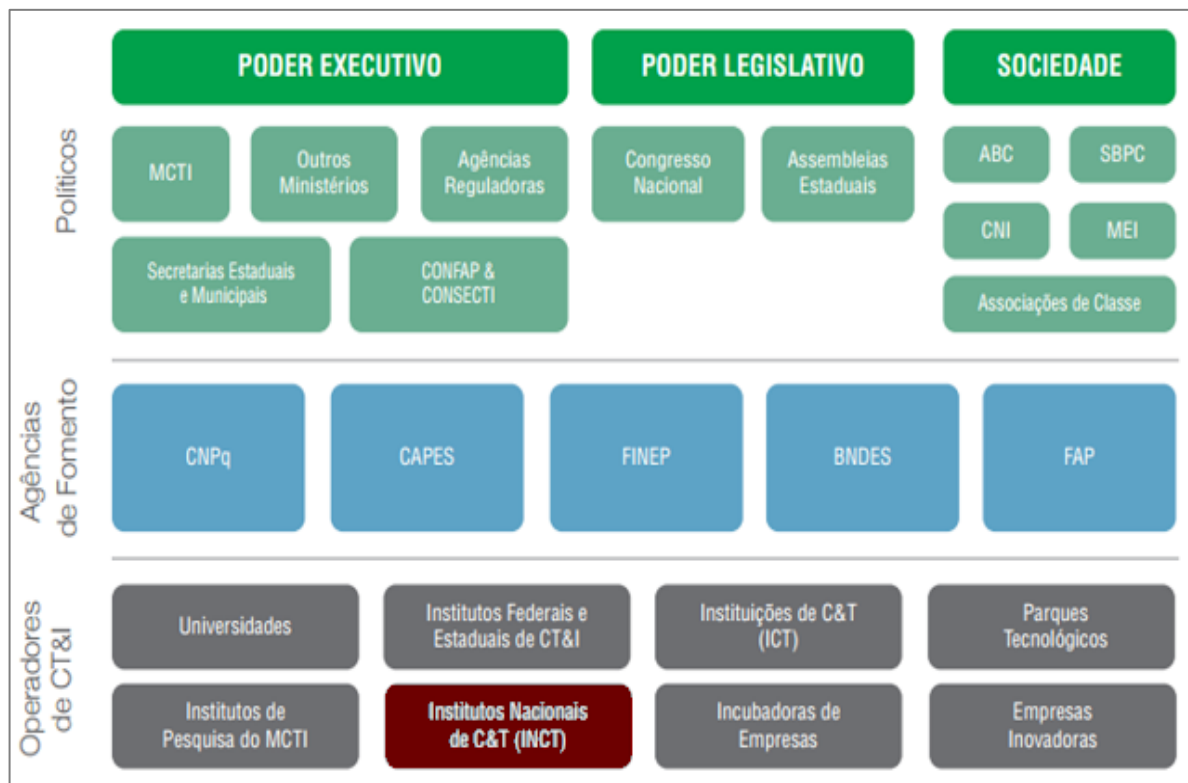 PODER EXECUTIVO
PODER LEGISLATIVO
SOCIEDADE
Políticos
MCTI
Outros
Ministérios
Agências
Reguladoras
Congresso
Nacional
Assembleias
Estaduais
ABC
SBPC
CNI
MEI
Secretarias Estaduais
e Municipais
CONFAP &
CONSECTI
Associações de Classe
Agências
de Fomento
CNPq
CAPES
FINEP
BNDES
FAP
Operadores
de CT&I
Universidades
Institutos Federais e
Estaduais de CT&I
Instituições de C&T
(ICT)
Parques
Tecnológicos
Institutos de
Pesquisa do MCTI
Institutos Nacionais
de C&T (INCT)
Incubadoras de
Empresas
Empresas
Inovadoras